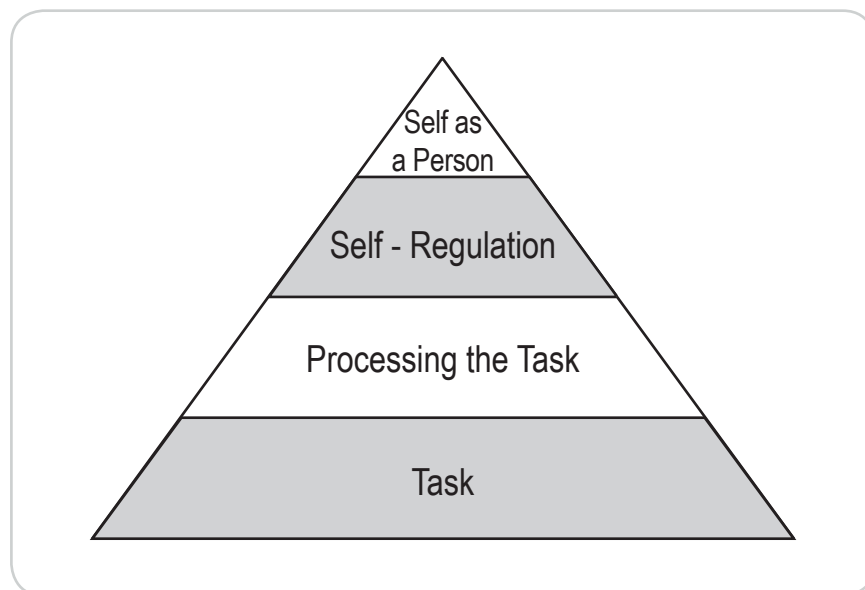 Self as
a Person
Self - Regulation
Processing the Task
Task